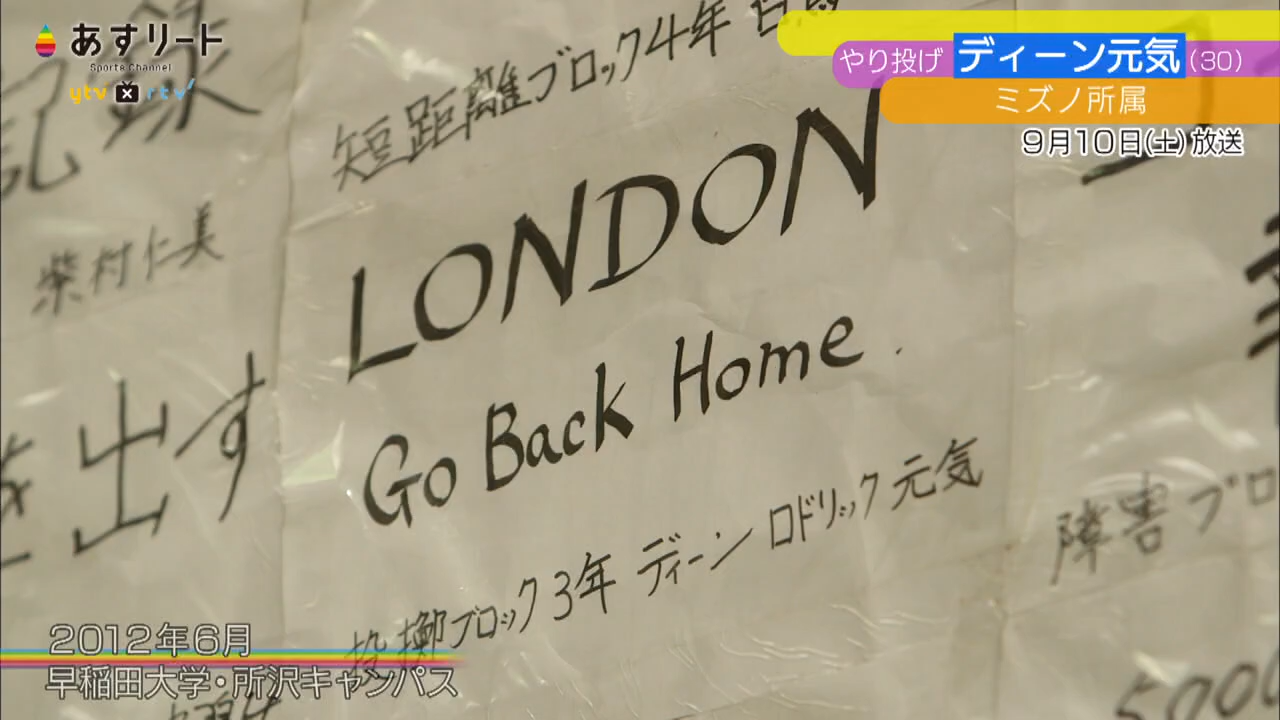 あすリート
Sports Channel
ytv × rtv
やり投げ ディーン元気 (30)
ミズノ所属
9月10日(土)放送
記録
短距離ブロック4年
柴村仁美
LONDON
Go Back Home.
出す
投擲ブロック3年 ディーン ロドリック 元気
障害ブロ
2012年6月
早稲田大学・所沢キャンパス
5000